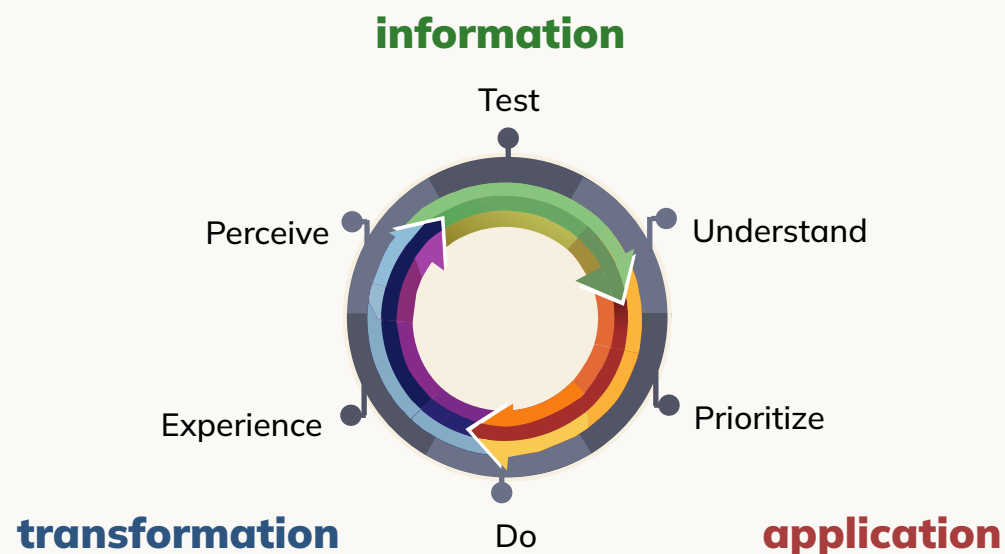 information
Test
Perceive
Understand
Experience
Prioritize
Do
transformation
application